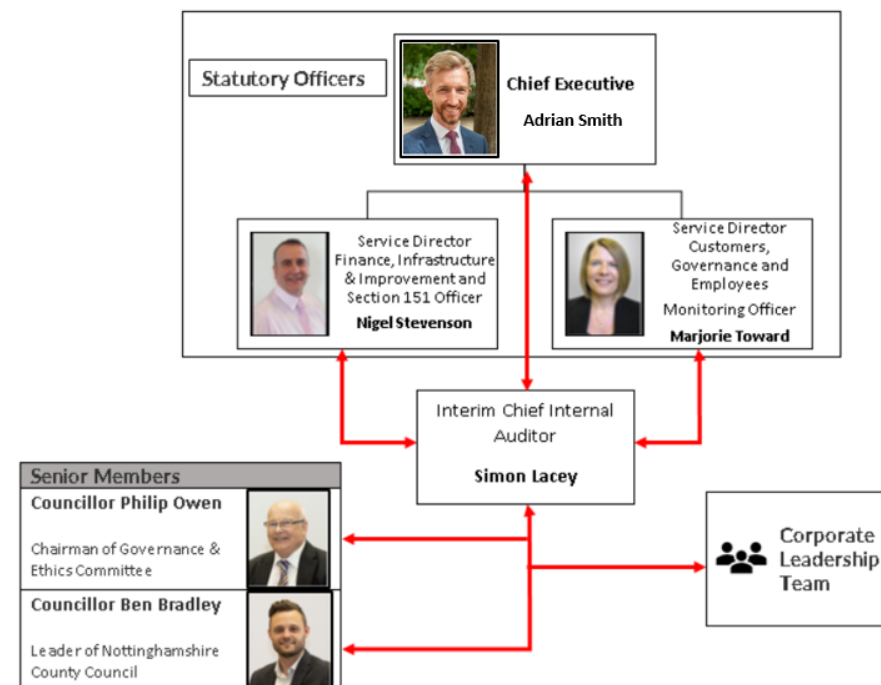 Statutory Officers
Chief Executive
Adrian Smith
Service Director
Finance, Infrastructure
& Improvement and
Section 151 Officer
Nigel Stevenson
Service Director
Customers,
Governance and
Employees
Monitoring Officer
Marjorie Toward
Interim Chief Internal
Auditor
Simon Lacey
Senior Members
Councillor Philip Owen
Chairman of Governance &
Ethics Committee
Councillor Ben Bradley
Leader of Nottinghamshire
County Council
Corporate
Leadership
Team